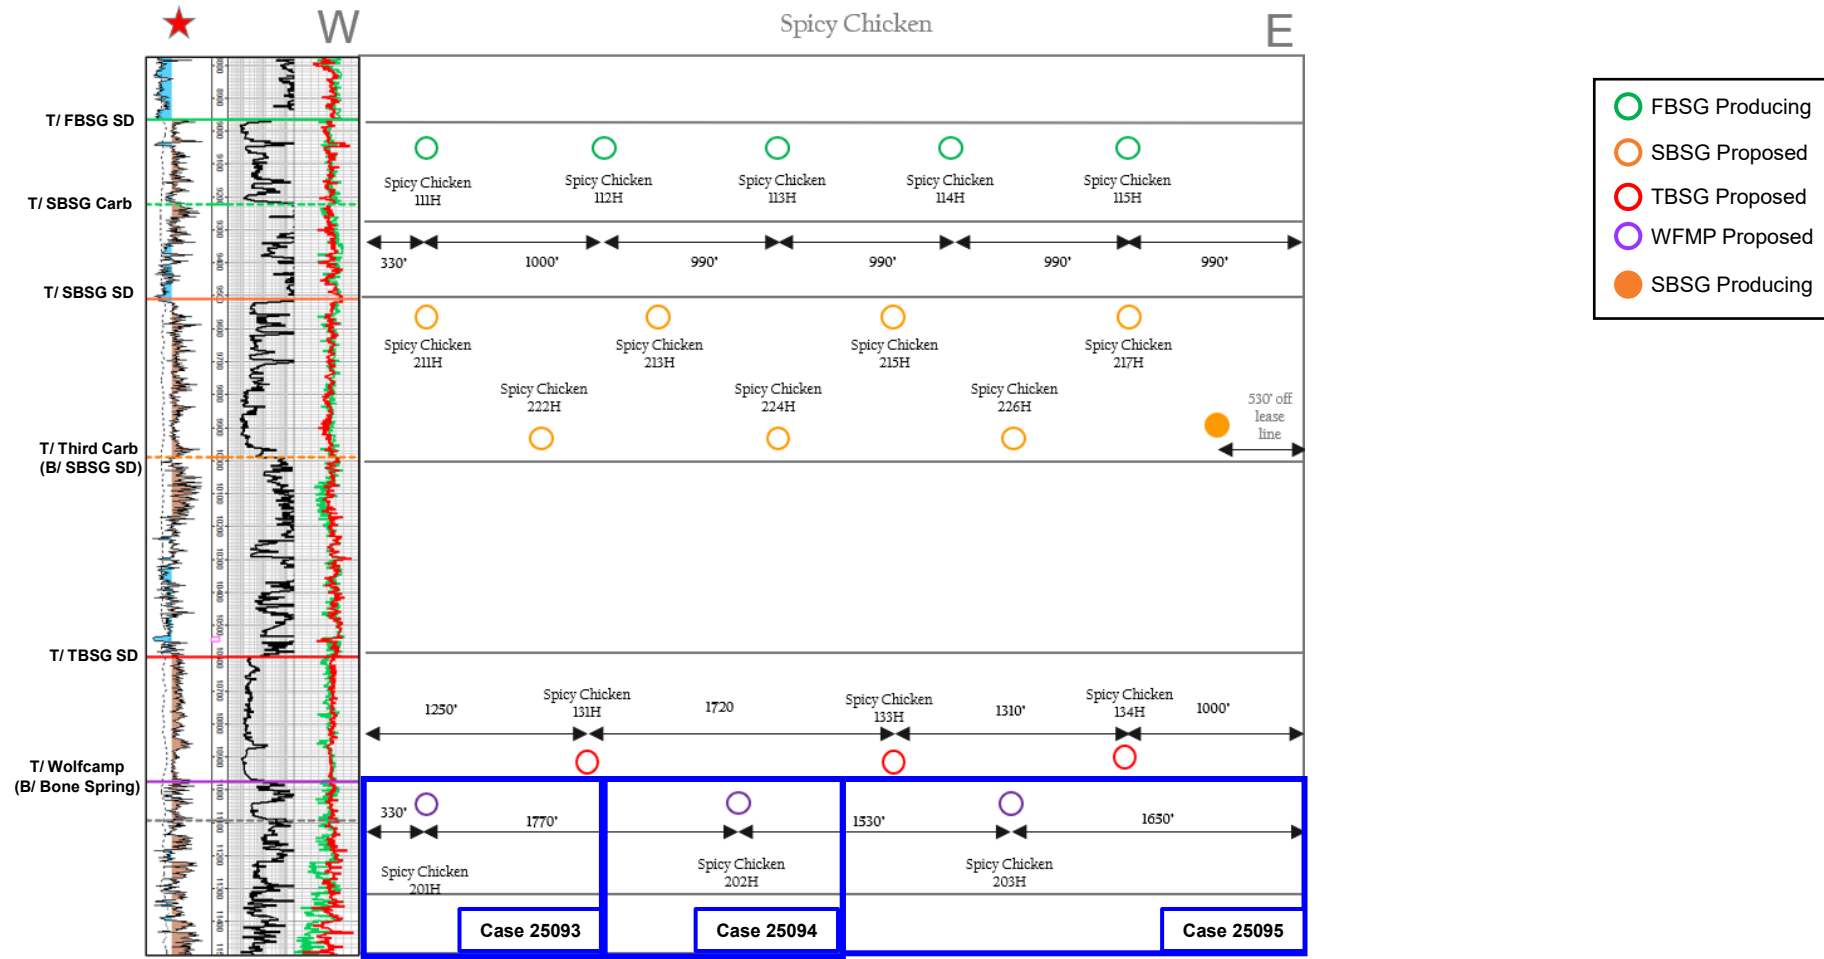 W
Spicy Chicken
E
T/ FBSG SD
T/ SBSG Carb
T/ SBSG SD
T/ Third Carb
(B/ SBSG SD)
T/ TBSG SD
T/ Wolfcamp
(B/ Bone Spring)
Spicy Chicken
111H
Spicy Chicken
112H
Spicy Chicken
113H
Spicy Chicken
114H
Spicy Chicken
115H
330'
1000'
990'
990'
990'
990'
Spicy Chicken
211H
Spicy Chicken
213H
Spicy Chicken
215H
Spicy Chicken
217H
Spicy Chicken
222H
Spicy Chicken
224H
Spicy Chicken
226H
530' off
lease
line
1250'
Spicy Chicken
131H
1720
Spicy Chicken
133H
1310'
Spicy Chicken
134H
1000'
330'
1770'
1530'
1650'
Spicy Chicken
201H
Spicy Chicken
202H
Spicy Chicken
203H
Case 25093
Case 25094
Case 25095
FBSG Producing
SBSG Proposed
TBSG Proposed
WFMP Proposed
SBSG Producing